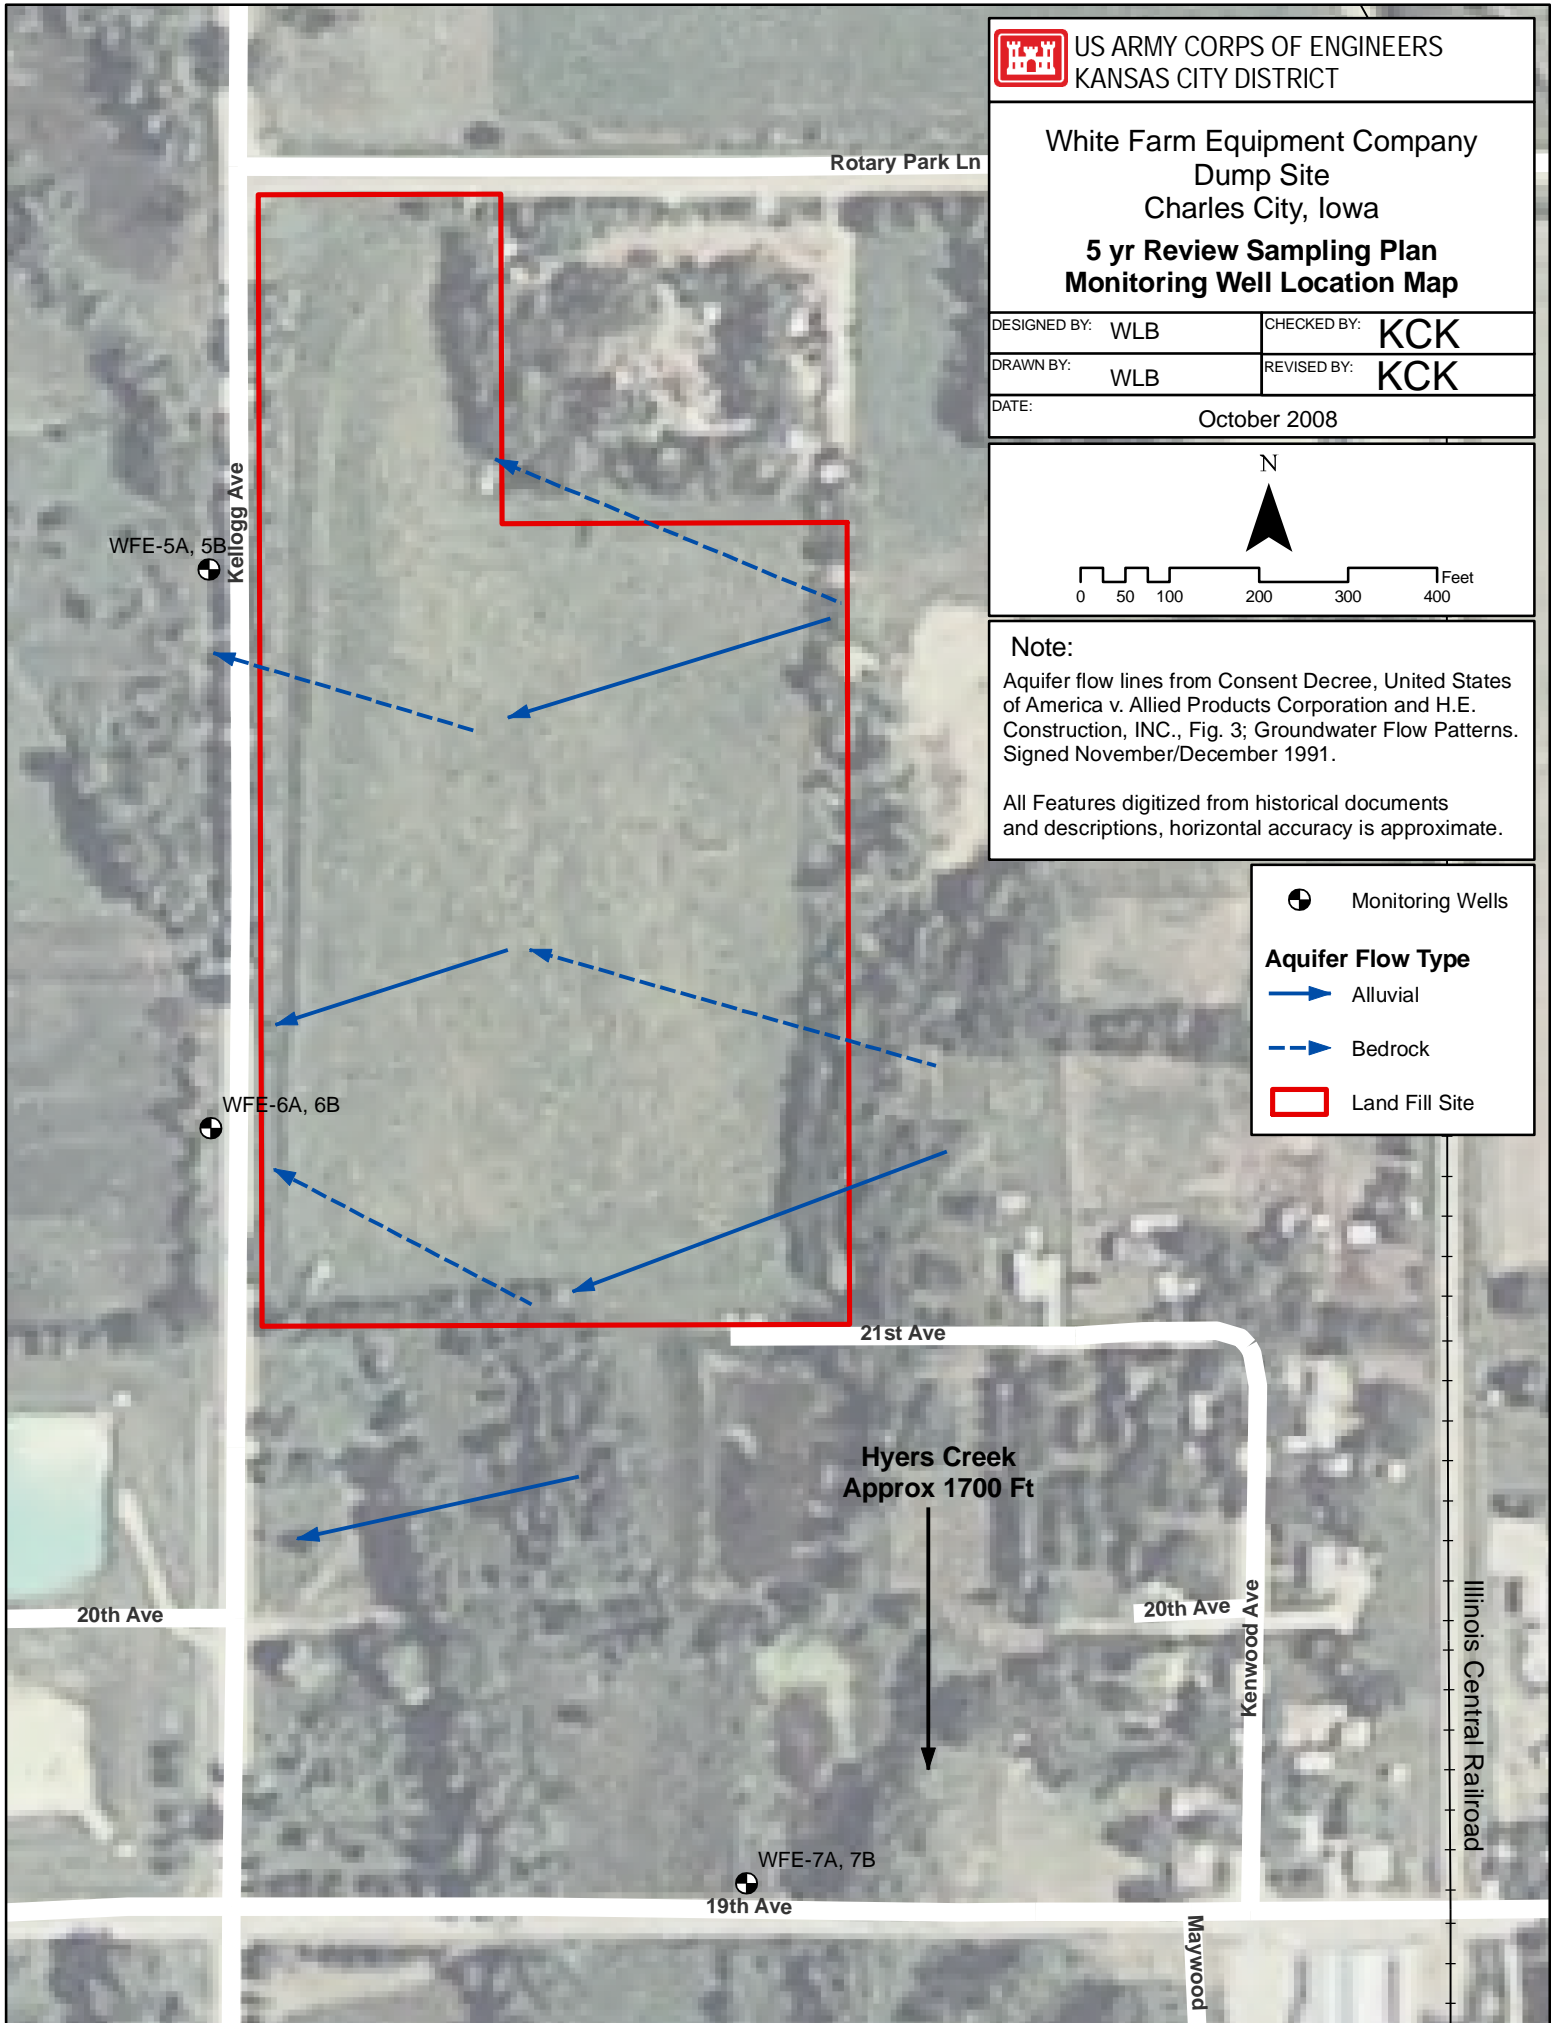 US ARMY CORPS OF ENGINEERS
KANSAS CITY DISTRICT
White Farm Equipment Company
Dump Site
Charles City, Iowa
5 yr Review Sampling Plan
Monitoring Well Location Map
DESIGNED BY: WLB
CHECKED BY: KCK
DRAWN BY: WLB
REVISED BY: KCK
DATE: October 2008
N
Feet
0 50 100 200 300 400
Note:
Aquifer flow lines from Consent Decree, United States
of America v. Allied Products Corporation and H.E.
Construction, INC., Fig. 3; Groundwater Flow Patterns.
Signed November/December 1991.
All Features digitized from historical documents
and descriptions, horizontal accuracy is approximate.
Monitoring Wells
Aquifer Flow Type
Alluvial
Bedrock
Land Fill Site
Rotary Park Ln
Kellogg Ave
WFE-5A, 5B
WFE-6A, 6B
21st Ave
Hyers Creek
Approx 1700 Ft
20th Ave
20th Ave
Kenwood Ave
Illinois Central Railroad
WFE-7A, 7B
19th Ave
Maywood